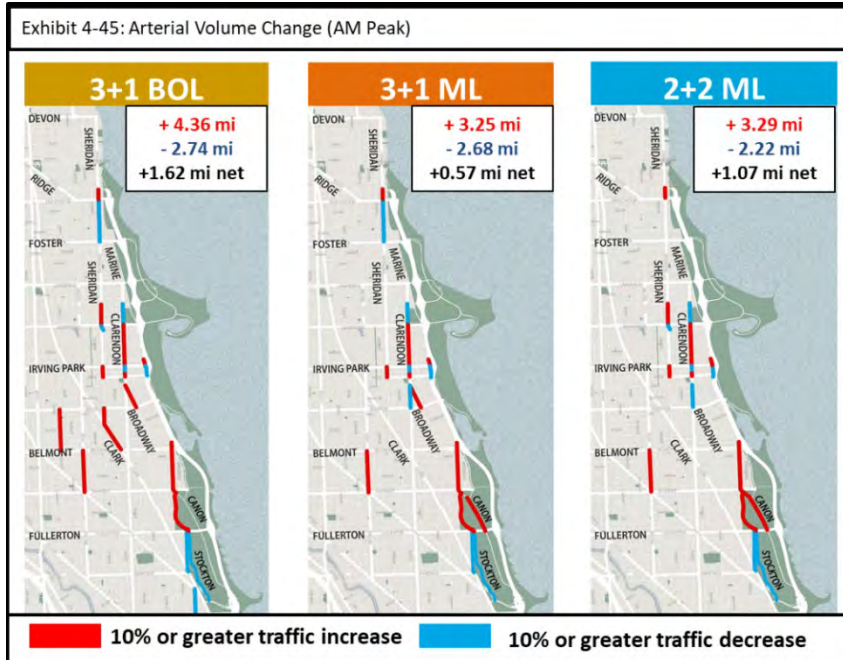 Exhibit 4-45: Arterial Volume Change (AM Peak)
3+1 BOL
+ 4.36 mi
- 2.74 mi
+1.62 mi net
DEVON
SHERIDAN
RIDGE
FOSTER
MARINE
SHERIDAN
CLARENDON
IRVING PARK
BROADWAY
BELMONT
CLARK
CANON
FULLERTON
STOCKTON
3+1 ML
+ 3.25 mi
- 2.68 mi
+0.57 mi net
DEVON
SHERIDAN
RIDGE
FOSTER
MARINE
SHERIDAN
CLARENDON
IRVING PARK
BROADWAY
BELMONT
CLARK
CANON
FULLERTON
STOCKTON
2+2 ML
+ 3.29 mi
- 2.22 mi
+1.07 mi net
DEVON
SHERIDAN
RIDGE
FOSTER
MARINE
SHERIDAN
CLARENDON
IRVING PARK
BROADWAY
BELMONT
CLARK
CANON
FULLERTON
STOCKTON
10% or greater traffic increase
10% or greater traffic decrease